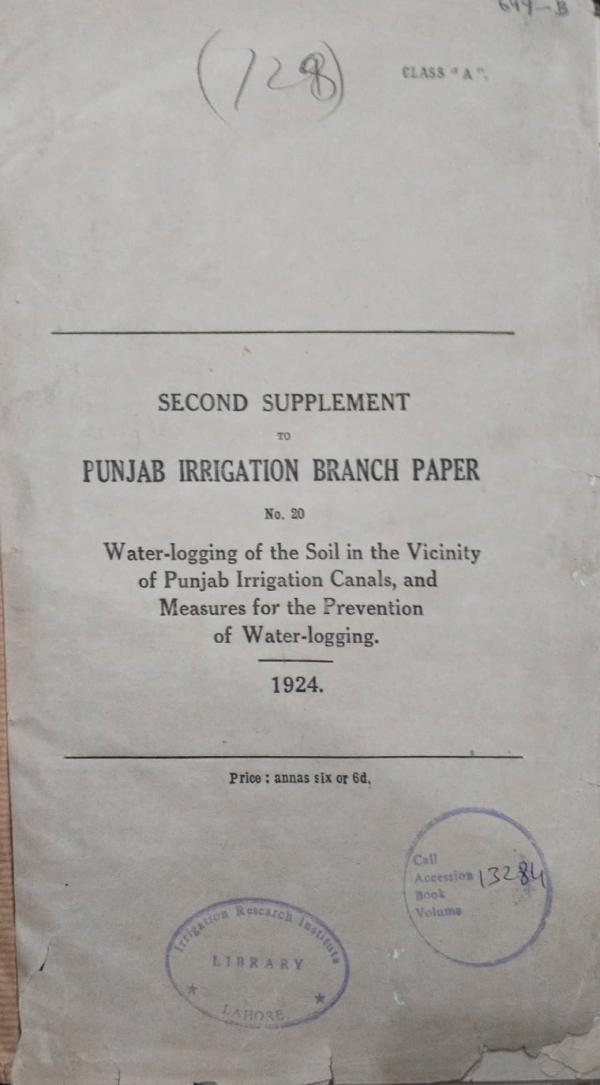 644-B
(728)
CLASS "A".
SECOND SUPPLEMENT
TO
PUNJAB IRRIGATION BRANCH PAPER
No. 20
Water-logging of the Soil in the Vicinity
of Punjab Irrigation Canals, and
Measures for the Prevention
of Water-logging.
1924.
Price : annas six or 6d.
Call
Accession 13284
Book
Volume
Irrigation Research Institute
LIBRARY
LAHORE.